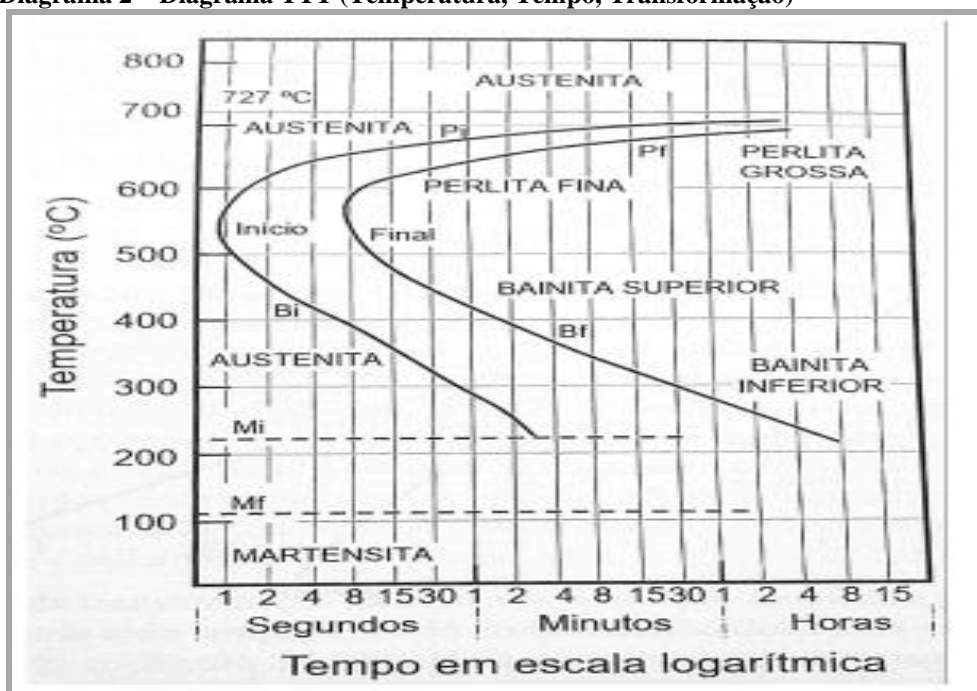 Diagrama 2 – Diagrama TTT (Temperatura, Tempo, Transformação)
800
AUSTENITA
727 ºC
700
AUSTENITA
Pi
Pf
PERLITA
GROSSA
600
PERLITA FINA
Início
Final
500
BAINITA SUPERIOR
Bi
400
Bf
AUSTENITA
BAINITA
INFERIOR
300
Mi
200
Mf
100
MARTENSITA
Temperatura (ºC)
1 2 4 8 15 30 1 2 4 8 15 30 1 2 4 8 15
Segundos Minutos Horas
Tempo em escala logarítmica